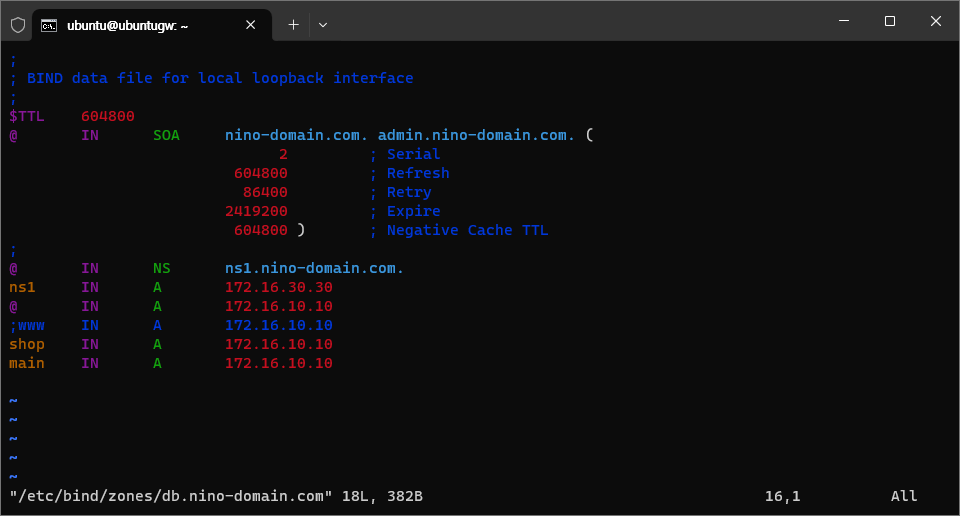 ubuntu@ubuntugw: ~
;
; BIND data file for local loopback interface
;
$TTL    604800
@       IN      SOA     nino-domain.com. admin.nino-domain.com. (
                              2         ; Serial
                         604800         ; Refresh
                          86400         ; Retry
                        2419200         ; Expire
                         604800 )       ; Negative Cache TTL
;
@       IN      NS      ns1.nino-domain.com.
ns1     IN      A       172.16.30.30
@       IN      A       172.16.10.10
;www    IN      A       172.16.10.10
shop    IN      A       172.16.10.10
main    IN      A       172.16.10.10
~
~
~
~
~
"/etc/bind/zones/db.nino-domain.com" 18L, 382B                                      16,1          All